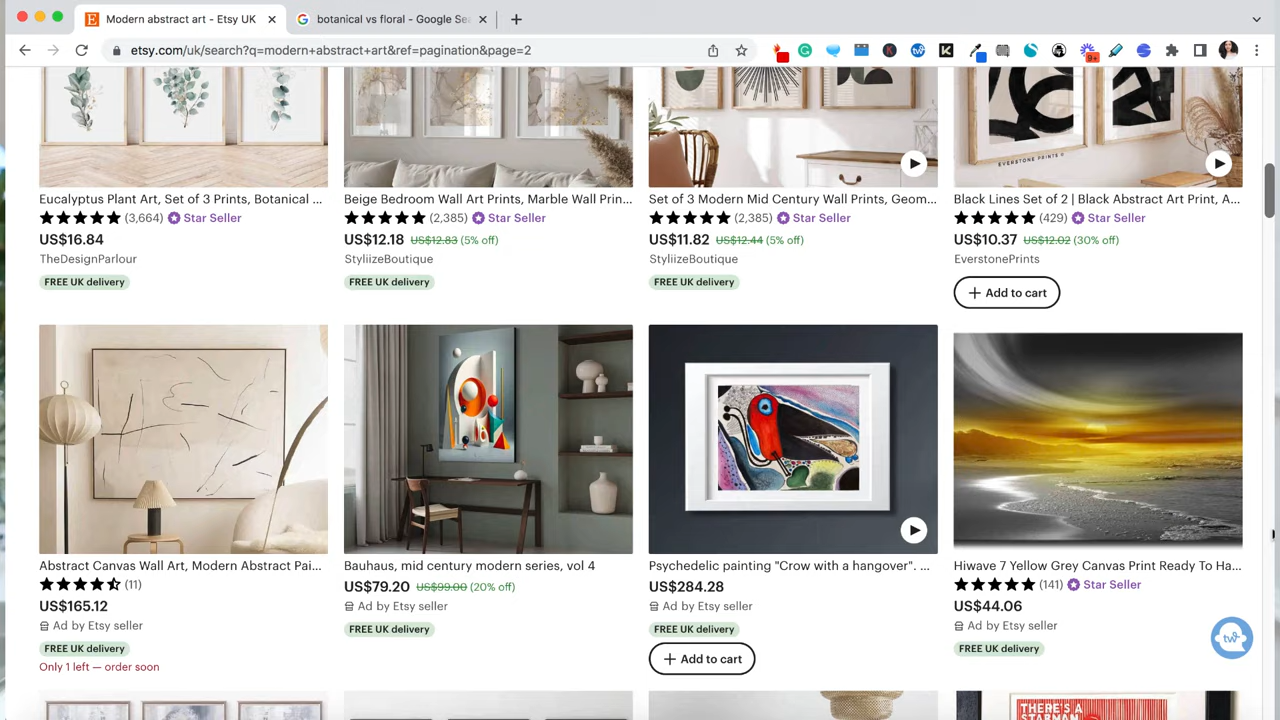 Modern abstract art - Etsy UK
botanical vs floral - Google Sea
etsy.com/uk/search?q=modern+abstract+art&ref=pagination&page=2
9+
EVERSTONE PRINTS
Eucalyptus Plant Art, Set of 3 Prints, Botanical ...
(3,664) Star Seller
US$16.84
TheDesignParlour
FREE UK delivery
Beige Bedroom Wall Art Prints, Marble Wall Prin...
(2,385) Star Seller
US$12.18 US$12.83 (5% off)
StyliizeBoutique
FREE UK delivery
Set of 3 Modern Mid Century Wall Prints, Geom...
(2,385) Star Seller
US$11.82 US$12.44 (5% off)
StyliizeBoutique
FREE UK delivery
Black Lines Set of 2 | Black Abstract Art Print, A...
(429) Star Seller
US$10.37 US$12.02 (30% off)
EverstonePrints
+ Add to cart
Abstract Canvas Wall Art, Modern Abstract Pai...
(11)
US$165.12
Ad by Etsy seller
FREE UK delivery
Only 1 left — order soon
Bauhaus, mid century modern series, vol 4
US$79.20 US$99.00 (20% off)
Ad by Etsy seller
FREE UK delivery
Psychedelic painting "Crow with a hangover". ...
US$284.28
Ad by Etsy seller
FREE UK delivery
+ Add to cart
Hiwave 7 Yellow Grey Canvas Print Ready To Ha...
(141) Star Seller
US$44.06
Ad by Etsy seller
FREE UK delivery
tw
THERE'S A
STARMAN